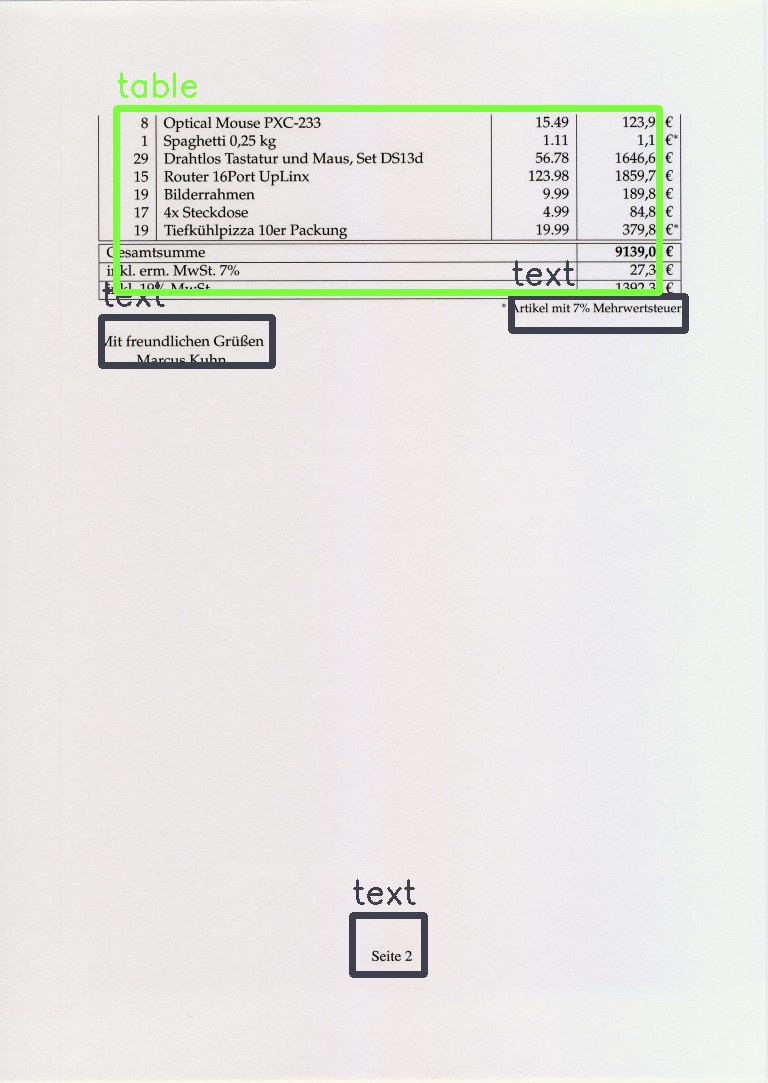 table
8 Optical Mouse PXC-233 15.49 123,9 €
1 Spaghetti 0,25 kg 1.11 1,1 €*
29 Drahtlos Tastatur und Maus, Set DS13d 56.78 1646,6 €
15 Router 16Port UpLinx 123.98 1859,7 €
19 Bilderrahmen 9.99 189,8 €
17 4x Steckdose 4.99 84,8 €
19 Tiefkühlpizza 10er Packung 19.99 379,8 €*
Gesamtsumme 9139,0 €
inkl. erm. MwSt. 7% 27,3 €
text
inkl. 19% MwSt. 1392,3 €
text
* Artikel mit 7% Mehrwertsteuer
Mit freundlichen Grüßen
Marcus Kuhn
text
Seite 2